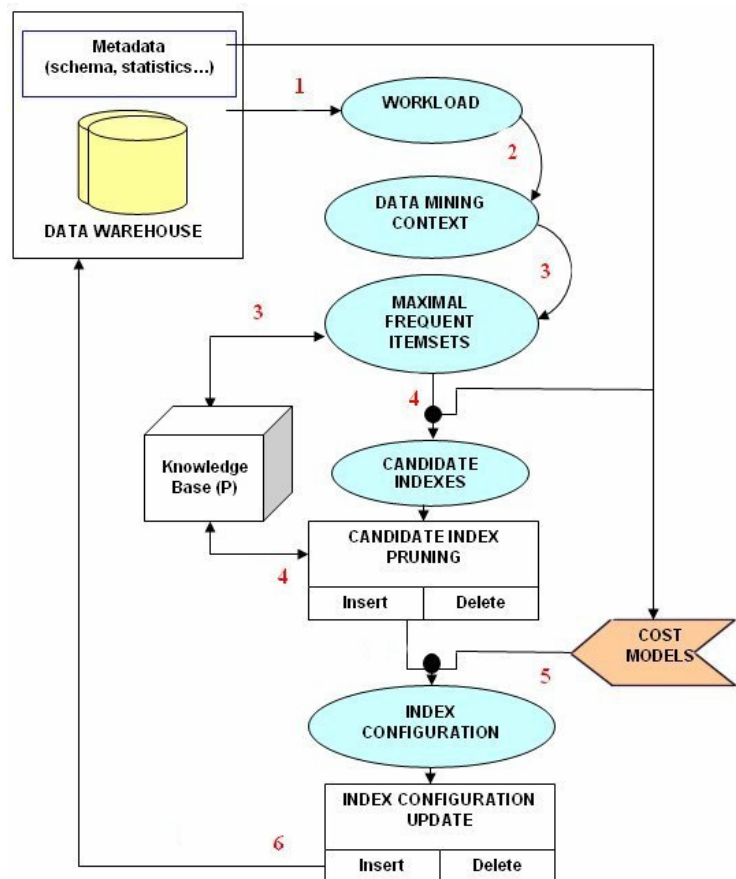 Metadata
(schema, statistics...)
DATA WAREHOUSE
1
WORKLOAD
2
DATA MINING
CONTEXT
3
MAXIMAL
FREQUENT
ITEMSETS
3
4
Knowledge
Base (P)
CANDIDATE
INDEXES
CANDIDATE INDEX
PRUNING
Insert
Delete
4
COST
MODELS
5
INDEX
CONFIGURATION
INDEX CONFIGURATION
UPDATE
Insert
Delete
6